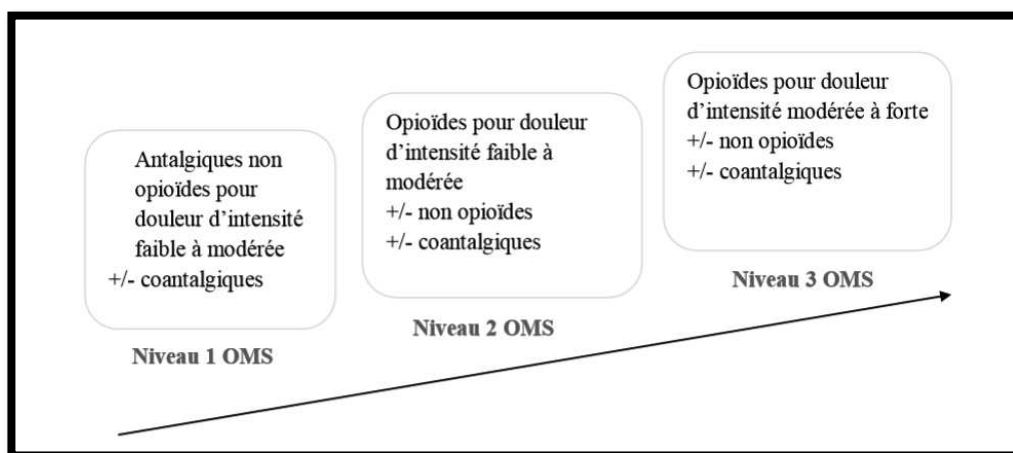 Antalgiques non
opioïdes pour
douleur d’intensité
faible à modérée
+/- coantalgiques
Niveau 1 OMS
Opioïdes pour douleur
d’intensité faible à
modérée
+/- non opioïdes
+/- coantalgiques
Niveau 2 OMS
Opioïdes pour douleur
d’intensité modérée à forte
+/- non opioïdes
+/- coantalgiques
Niveau 3 OMS